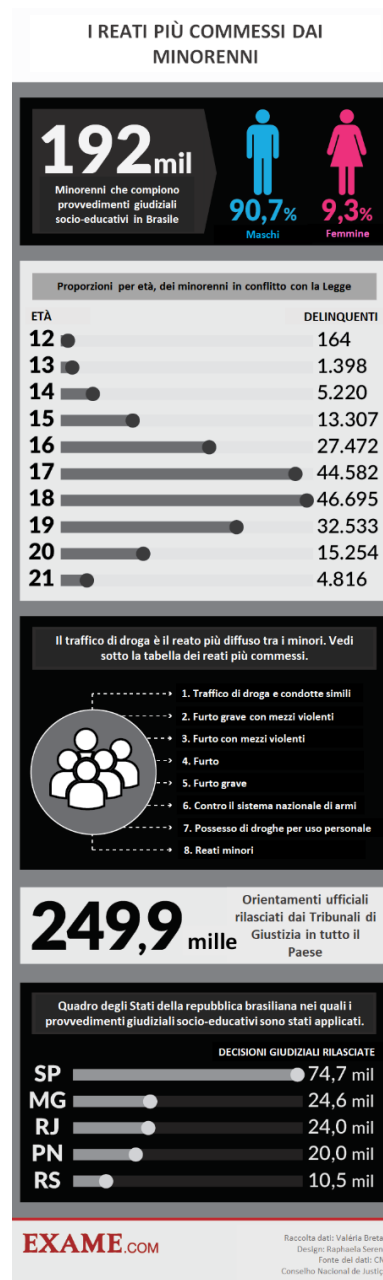 I REATI PIÙ COMMESSI DAI
MINORENNI
192mil
Minorenni che compiono
provvedimenti giudiziali
socio-educativi in Brasile
90,7%
Maschi
9,3%
Femmine
Proporzioni per età, dei minorenni in conflitto con la Legge
ETÀ DELINQUENTI
12 164
13 1.398
14 5.220
15 13.307
16 27.472
17 44.582
18 46.695
19 32.533
20 15.254
21 4.816
Il traffico di droga è il reato più diffuso tra i minori. Vedi
sotto la tabella dei reati più commessi.
1. Traffico di droga e condotte simili
2. Furto grave con mezzi violenti
3. Furto con mezzi violenti
4. Furto
5. Furto grave
6. Contro il sistema nazionale di armi
7. Possesso di droghe per uso personale
8. Reati minori
249,9 mille
Orientamenti ufficiali
rilasciati dai Tribunali di
Giustizia in tutto il
Paese
Quadro degli Stati della repubblica brasiliana nei quali i
provvedimenti giudiziali socio-educativi sono stati applicati.
DECISIONI GIUDIZIALI RILASCIATE
SP 74,7 mil
MG 24,6 mil
RJ 24,0 mil
PN 20,0 mil
RS 10,5 mil
EXAME.COM
Raccolta dati: Valéria Breta
Design: Raphaela Seren
Fonte dei dati: CN
Conselho Nacional de Justiç